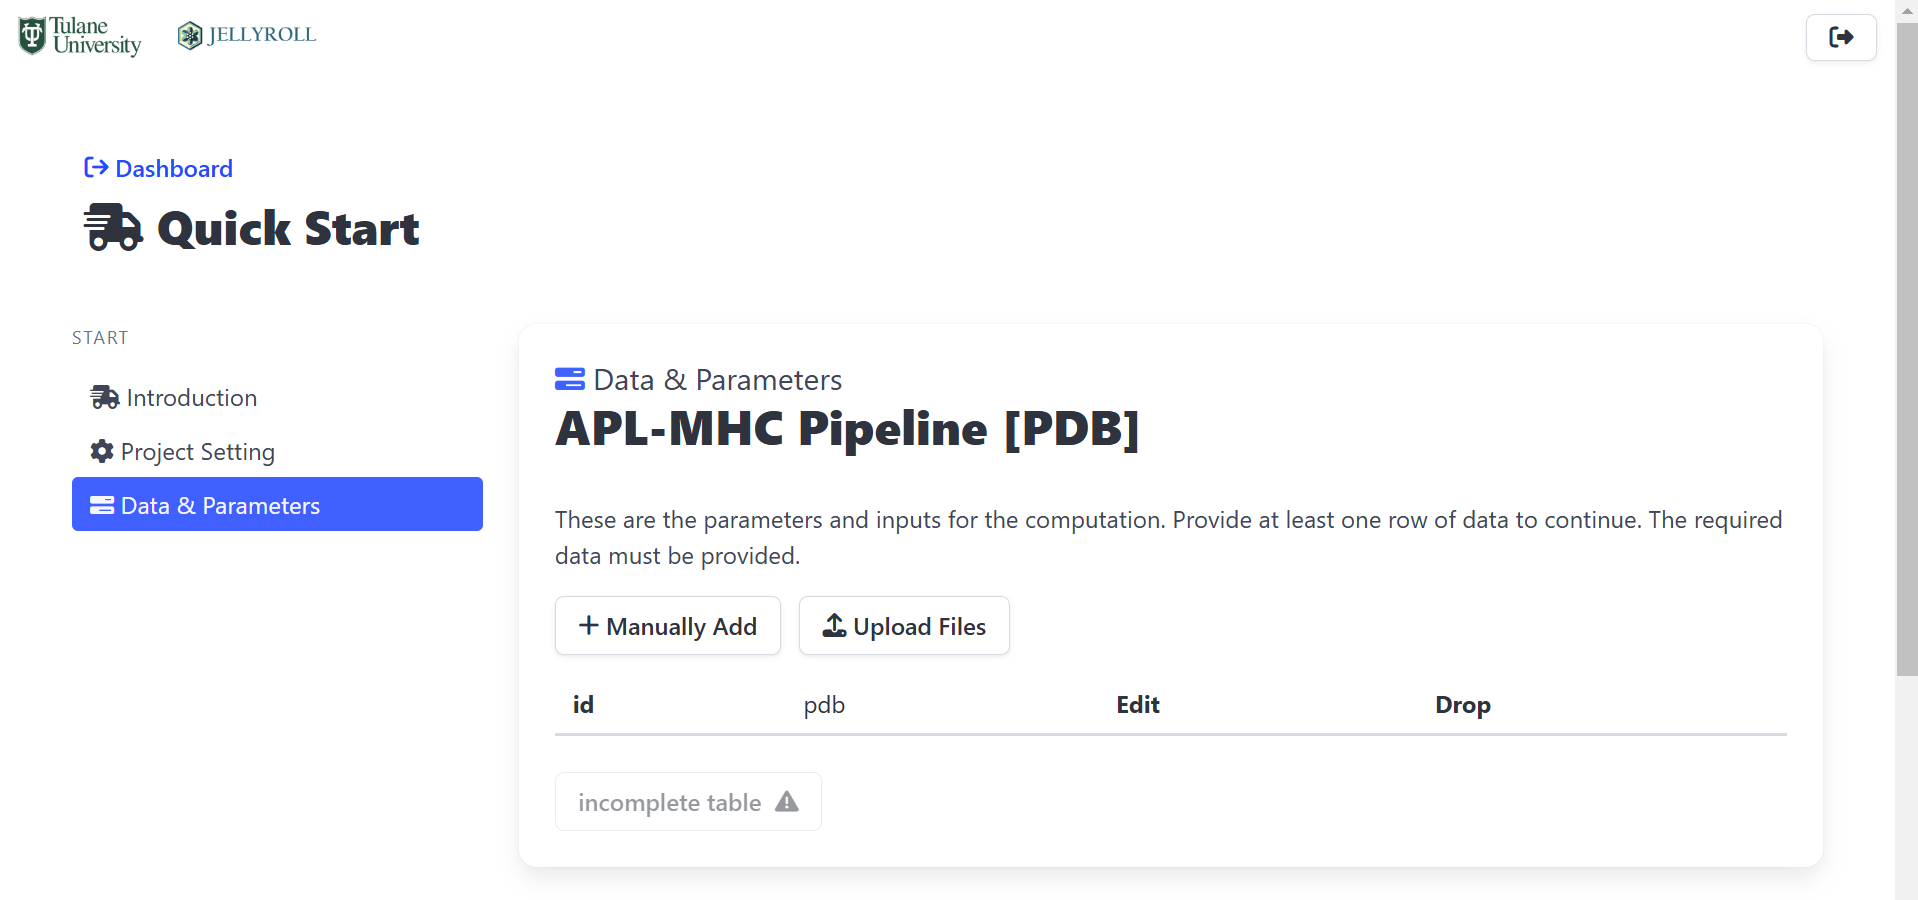 Tulane
University
JELLYROLL
Dashboard
Quick Start
START
Introduction
Project Setting
Data & Parameters
Data & Parameters
APL-MHC Pipeline [PDB]
These are the parameters and inputs for the computation. Provide at least one row of data to continue. The required
data must be provided.
Manually Add
Upload Files
id pdb Edit Drop
incomplete table